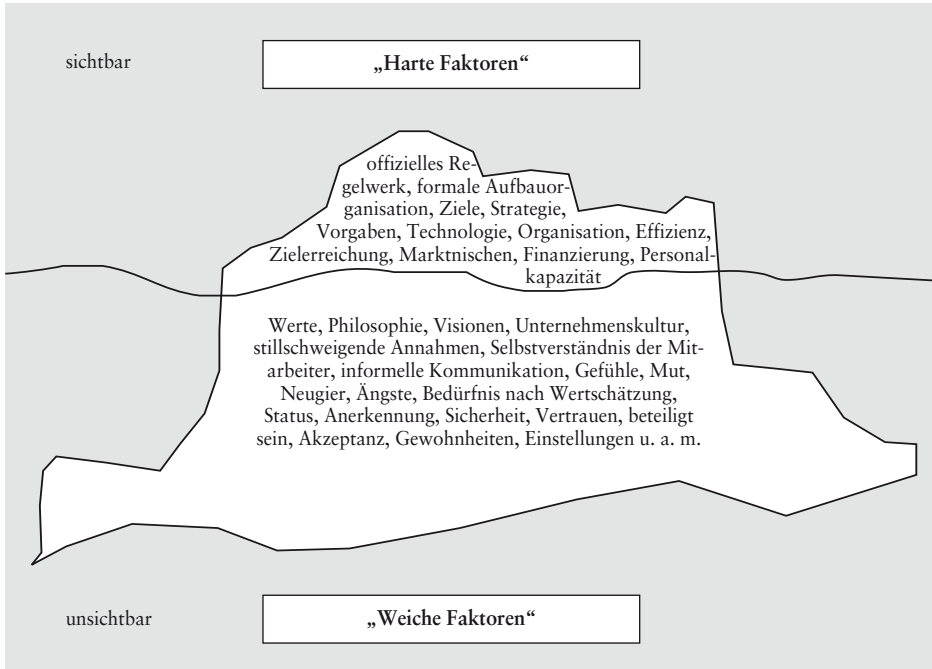 sichtbar
„Harte Faktoren“
offizielles Re-
gelwerk, formale Aufbauor-
ganisation, Ziele, Strategie,
Vorgaben, Technologie, Organisation, Effizienz,
Zielerreichung, Marktnischen, Finanzierung, Personal-
kapazität
Werte, Philosophie, Visionen, Unternehmenskultur,
stillschweigende Annahmen, Selbstverständnis der Mit-
arbeiter, informelle Kommunikation, Gefühle, Mut,
Neugier, Ängste, Bedürfnis nach Wertschätzung,
Status, Anerkennung, Sicherheit, Vertrauen, beteiligt
sein, Akzeptanz, Gewohnheiten, Einstellungen u. a. m.
unsichtbar
„Weiche Faktoren“